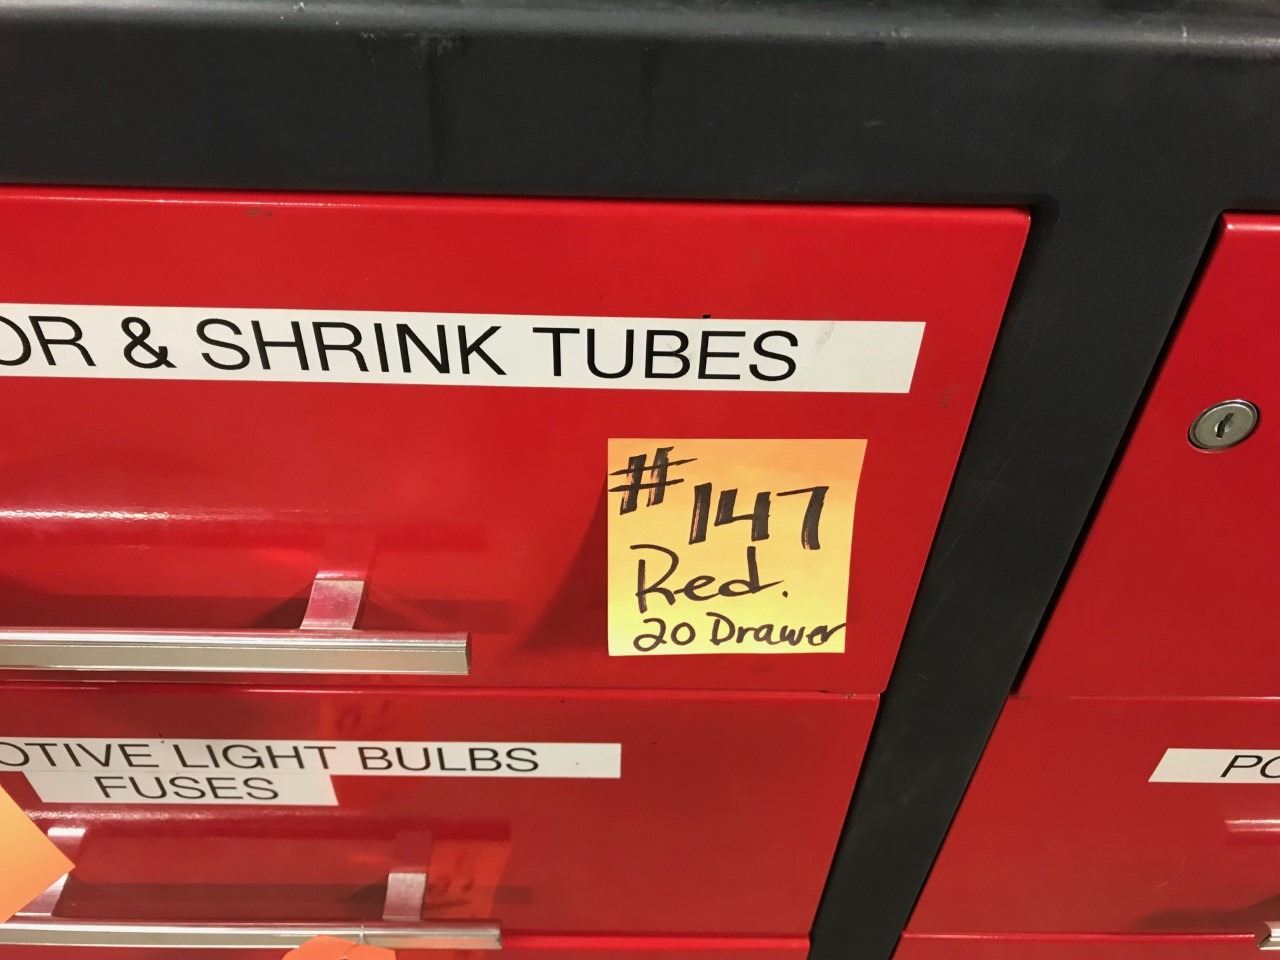 OR & SHRINK TUBES
#147
Red.
20 Drawer
OTIVE LIGHT BULBS
FUSES
PO